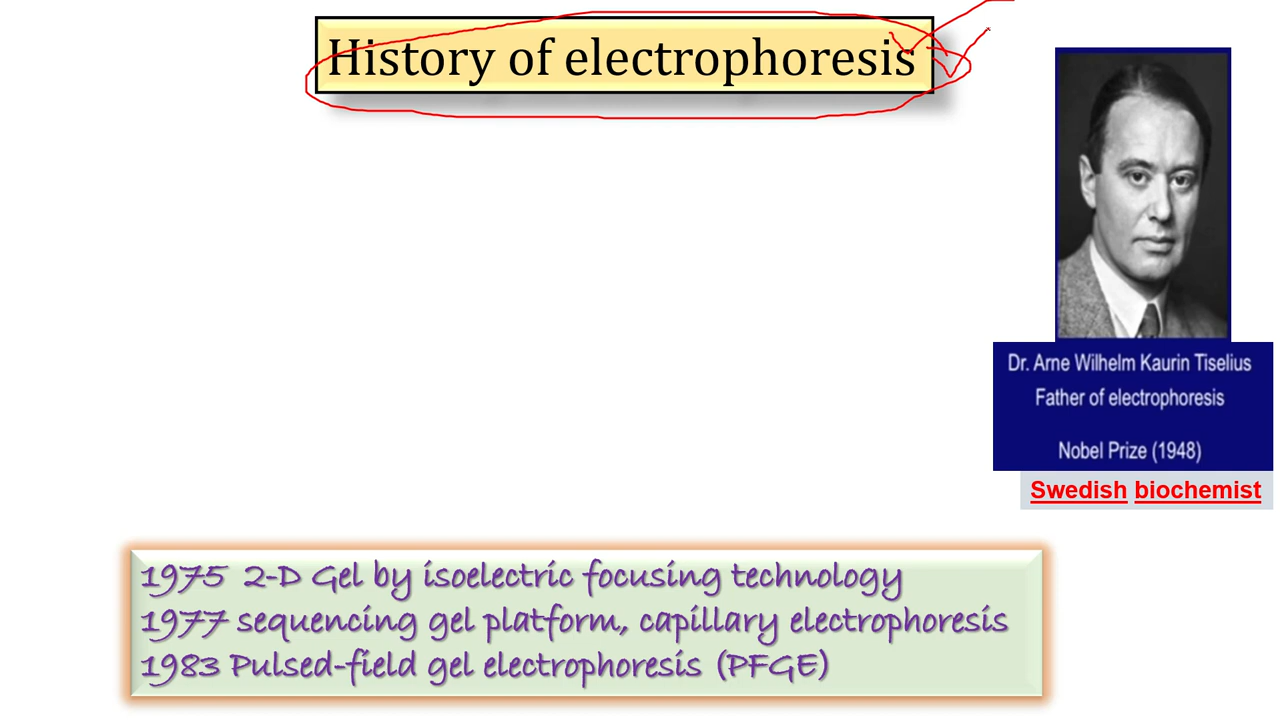 History of electrophoresis
Dr. Arne Wilhelm Kaurin Tiselius
Father of electrophoresis
Nobel Prize (1948)
Swedish biochemist
1975 2-D Gel by isoelectric focusing technology
1977 sequencing gel platform, capillary electrophoresis
1983 Pulsed-field gel electrophoresis (PFGE)